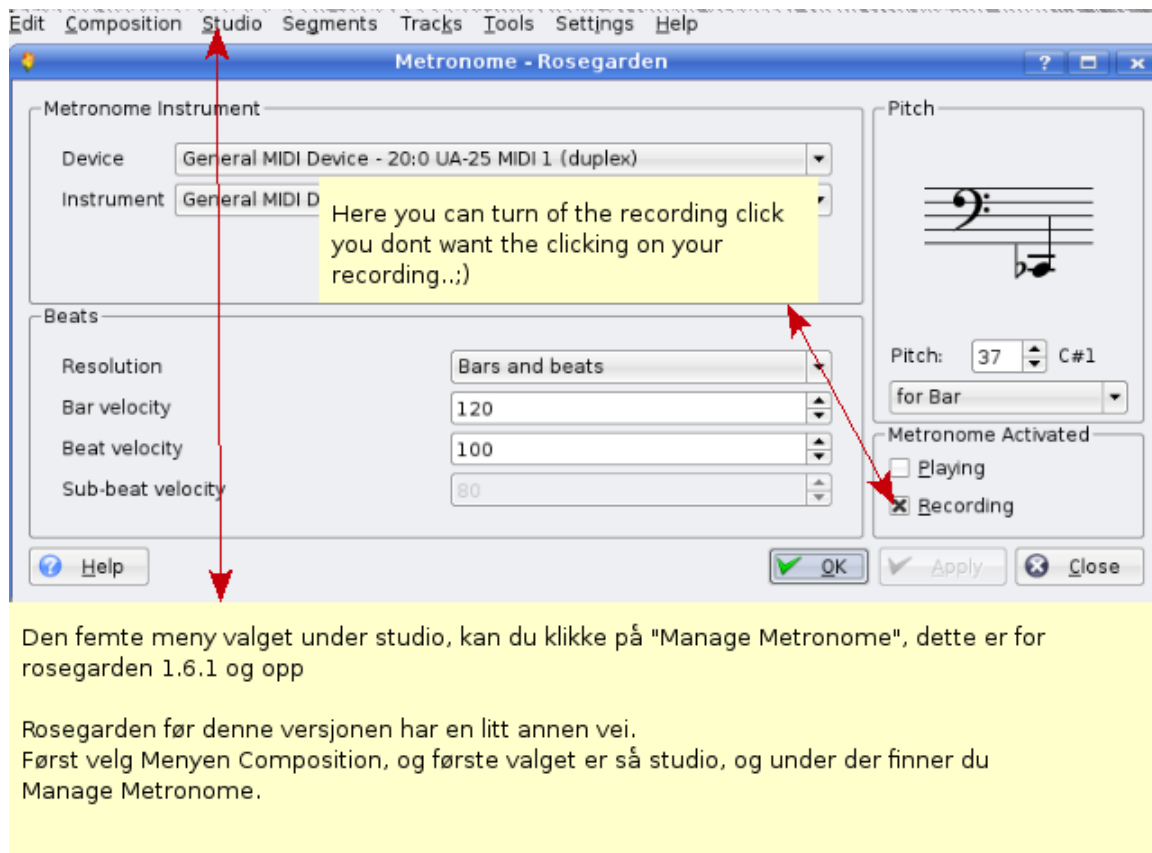 Edit Composition Studio Segments Tracks Tools Settings Help
Metronome - Rosegarden
Metronome Instrument
Device General MIDI Device - 20:0 UA-25 MIDI 1 (duplex)
Instrument General MIDI D
Here you can turn of the recording click
you dont want the clicking on your
recording..;)
Beats
Resolution Bars and beats
Bar velocity 120
Beat velocity 100
Sub-beat velocity 80
Pitch
Pitch: 37 C#1
for Bar
Metronome Activated
Playing
Recording
Help OK Apply Close
Den femte meny valget under studio, kan du klikke på "Manage Metronome", dette er for
rosegarden 1.6.1 og opp
Rosegarden før denne versjonen har en litt annen vei.
Først velg Menyen Composition, og første valget er så studio, og under der finner du
Manage Metronome.